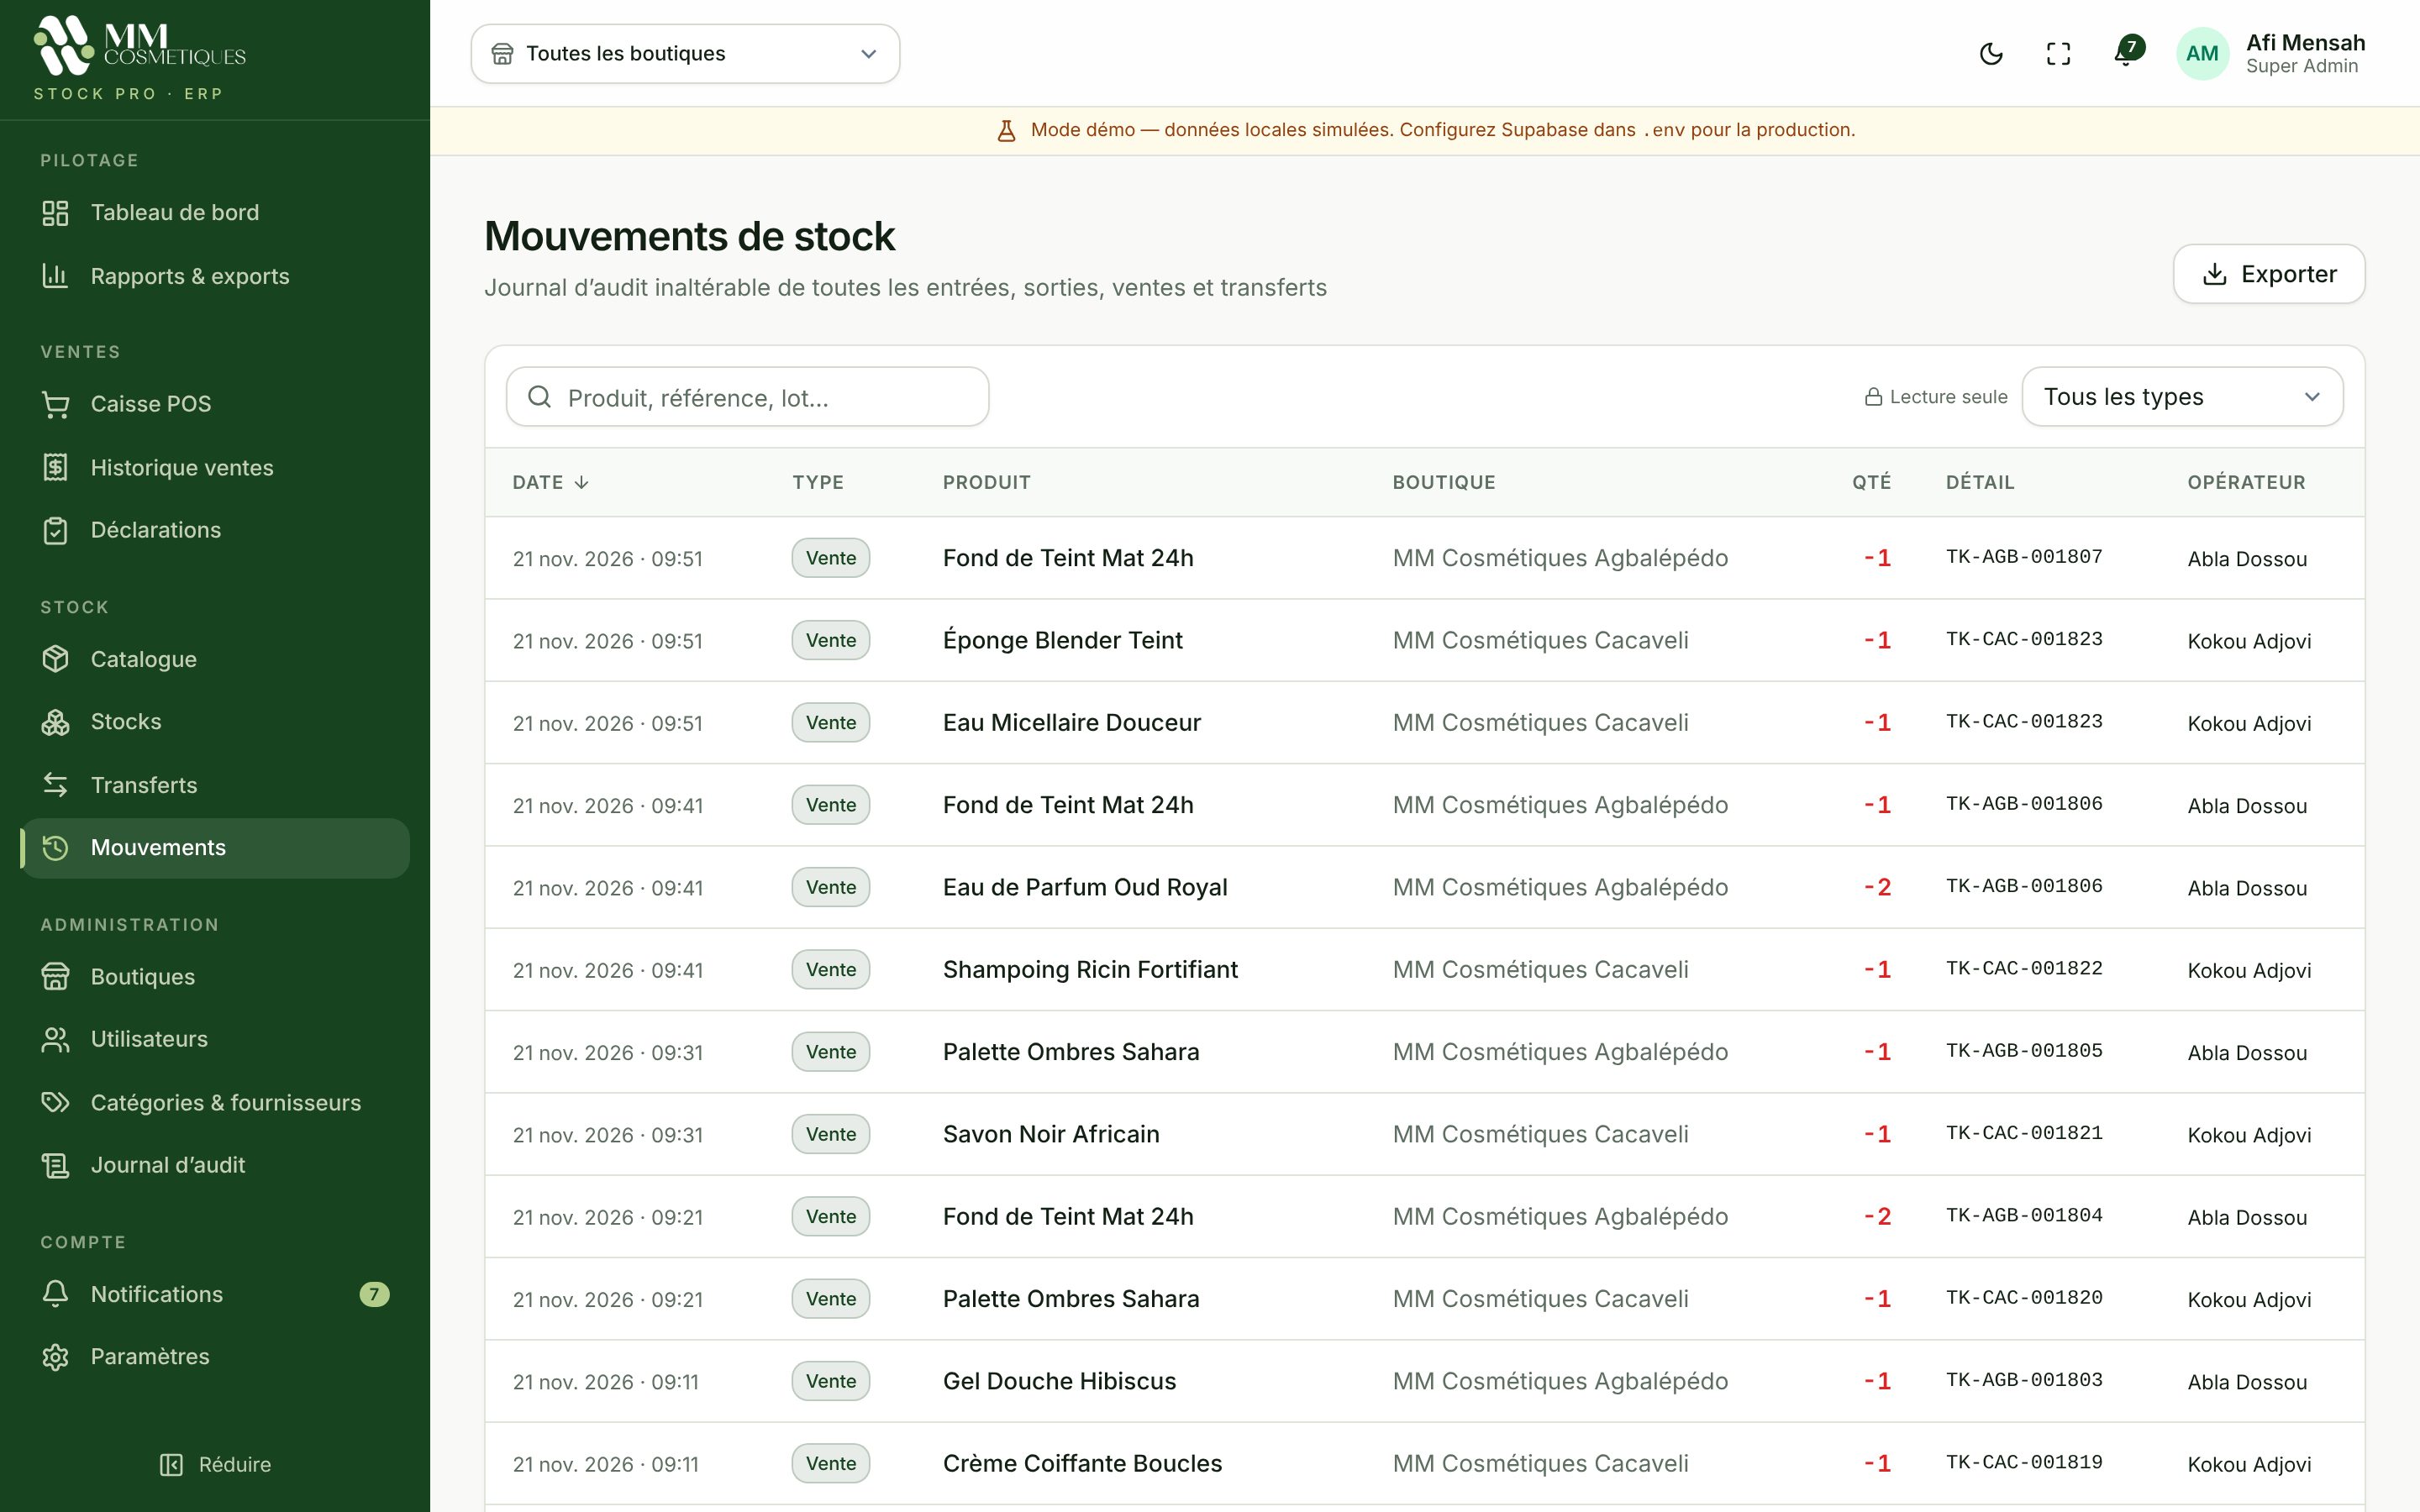 MM
COSMETIQUES
STOCK PRO · ERP
PILOTAGE
Tableau de bord
Rapports & exports
VENTES
Caisse POS
Historique ventes
Déclarations
STOCK
Catalogue
Stocks
Transferts
Mouvements
ADMINISTRATION
Boutiques
Utilisateurs
Catégories & fournisseurs
Journal d’audit
COMPTE
Notifications 7
Paramètres
Réduire
Toutes les boutiques
7
AM
Afi Mensah
Super Admin
Mode démo — données locales simulées. Configurez Supabase dans .env pour la production.
Mouvements de stock
Journal d’audit inaltérable de toutes les entrées, sorties, ventes et transferts
Exporter
Produit, référence, lot...
Lecture seule
Tous les types
DATE TYPE PRODUIT BOUTIQUE QTÉ DÉTAIL OPÉRATEUR
21 nov. 2026 · 09:51 Vente Fond de Teint Mat 24h MM Cosmétiques Agbalépédo -1 TK-AGB-001807 Abla Dossou
21 nov. 2026 · 09:51 Vente Éponge Blender Teint MM Cosmétiques Cacaveli -1 TK-CAC-001823 Kokou Adjovi
21 nov. 2026 · 09:51 Vente Eau Micellaire Douceur MM Cosmétiques Cacaveli -1 TK-CAC-001823 Kokou Adjovi
21 nov. 2026 · 09:41 Vente Fond de Teint Mat 24h MM Cosmétiques Agbalépédo -1 TK-AGB-001806 Abla Dossou
21 nov. 2026 · 09:41 Vente Eau de Parfum Oud Royal MM Cosmétiques Agbalépédo -2 TK-AGB-001806 Abla Dossou
21 nov. 2026 · 09:41 Vente Shampoing Ricin Fortifiant MM Cosmétiques Cacaveli -1 TK-CAC-001822 Kokou Adjovi
21 nov. 2026 · 09:31 Vente Palette Ombres Sahara MM Cosmétiques Agbalépédo -1 TK-AGB-001805 Abla Dossou
21 nov. 2026 · 09:31 Vente Savon Noir Africain MM Cosmétiques Cacaveli -1 TK-CAC-001821 Kokou Adjovi
21 nov. 2026 · 09:21 Vente Fond de Teint Mat 24h MM Cosmétiques Agbalépédo -2 TK-AGB-001804 Abla Dossou
21 nov. 2026 · 09:21 Vente Palette Ombres Sahara MM Cosmétiques Cacaveli -1 TK-CAC-001820 Kokou Adjovi
21 nov. 2026 · 09:11 Vente Gel Douche Hibiscus MM Cosmétiques Agbalépédo -1 TK-AGB-001803 Abla Dossou
21 nov. 2026 · 09:11 Vente Crème Coiffante Boucles MM Cosmétiques Cacaveli -1 TK-CAC-001819 Kokou Adjovi